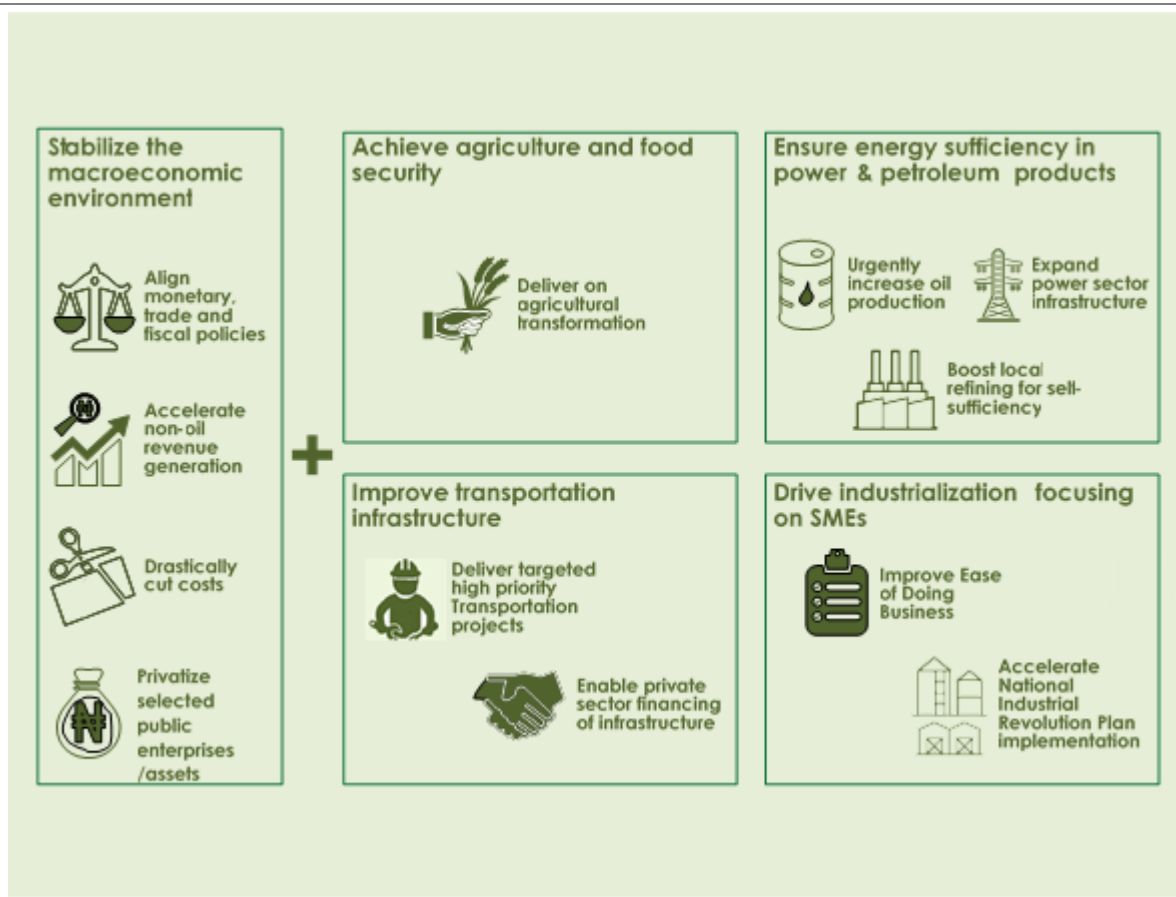 Stabilize the
macroeconomic
environment
Align
monetary,
trade and
fiscal policies
Accelerate
non-oil
revenue
generation
Drastically
cut costs
Privatize
selected
public
enterprises
/assets
+
Achieve agriculture and food
security
Deliver on
agricultural
transformation
Ensure energy sufficiency in
power & petroleum products
Urgently
increase oil
production
Expand
power sector
infrastructure
Boost local
refining for self-
sufficiency
Improve transportation
infrastructure
Deliver targeted
high priority
Transportation
projects
Enable private
sector financing
of infrastructure
Drive industrialization focusing
on SMEs
Improve Ease
of Doing
Business
Accelerate
National
Industrial
Revolution Plan
implementation